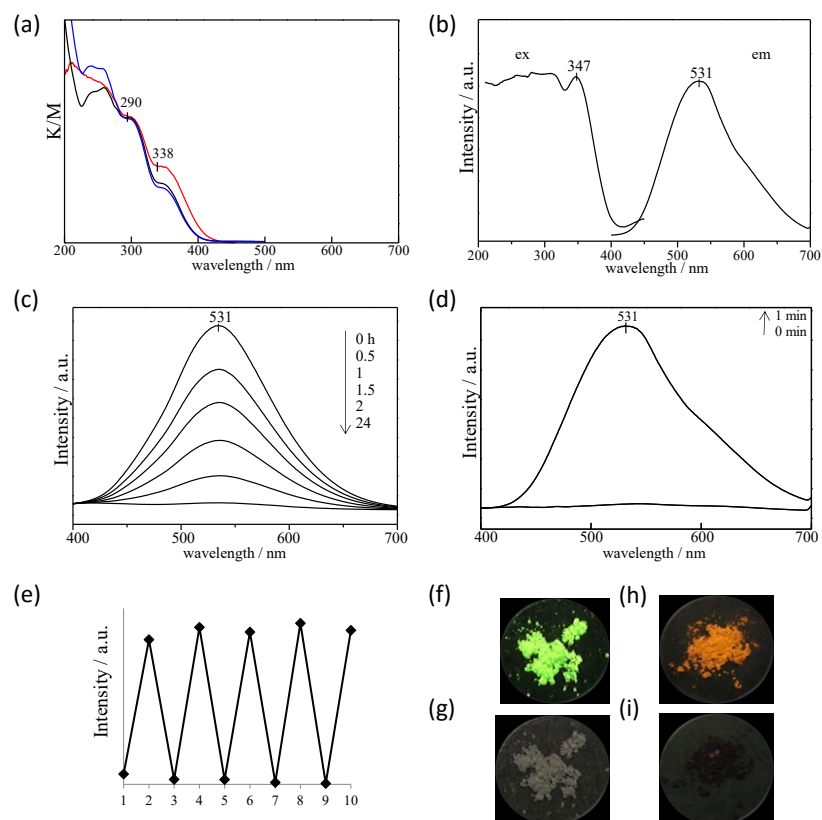 (a)
K/M
290
338
200 300 400 500 600 700
wavelength / nm
(b)
Intensity / a.u.
ex
347
531
em
200 300 400 500 600 700
wavelength / nm
(c)
Intensity / a.u.
531
0 h
0.5
1
1.5
2
24
400 500 600 700
wavelength / nm
(d)
Intensity / a.u.
531
1 min
0 min
400 500 600 700
wavelength / nm
(e)
Intensity / a.u.
1 2 3 4 5 6 7 8 9 10
(f)
(h)
(g)
(i)